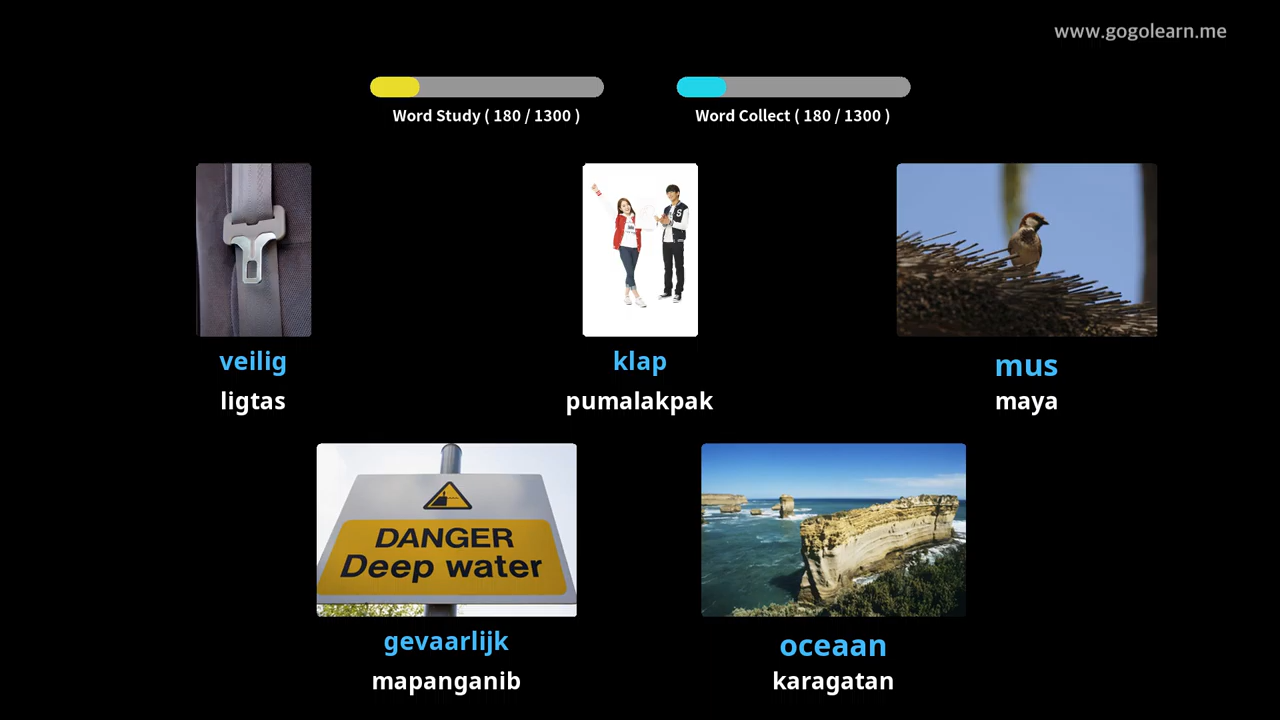 www.gogolearn.me
Word Study ( 180 / 1300 )
Word Collect ( 180 / 1300 )
veilig
ligtas
klap
pumalakpak
mus
maya
DANGER
Deep water
gevaarlijk
mapanganib
oceaan
karagatan